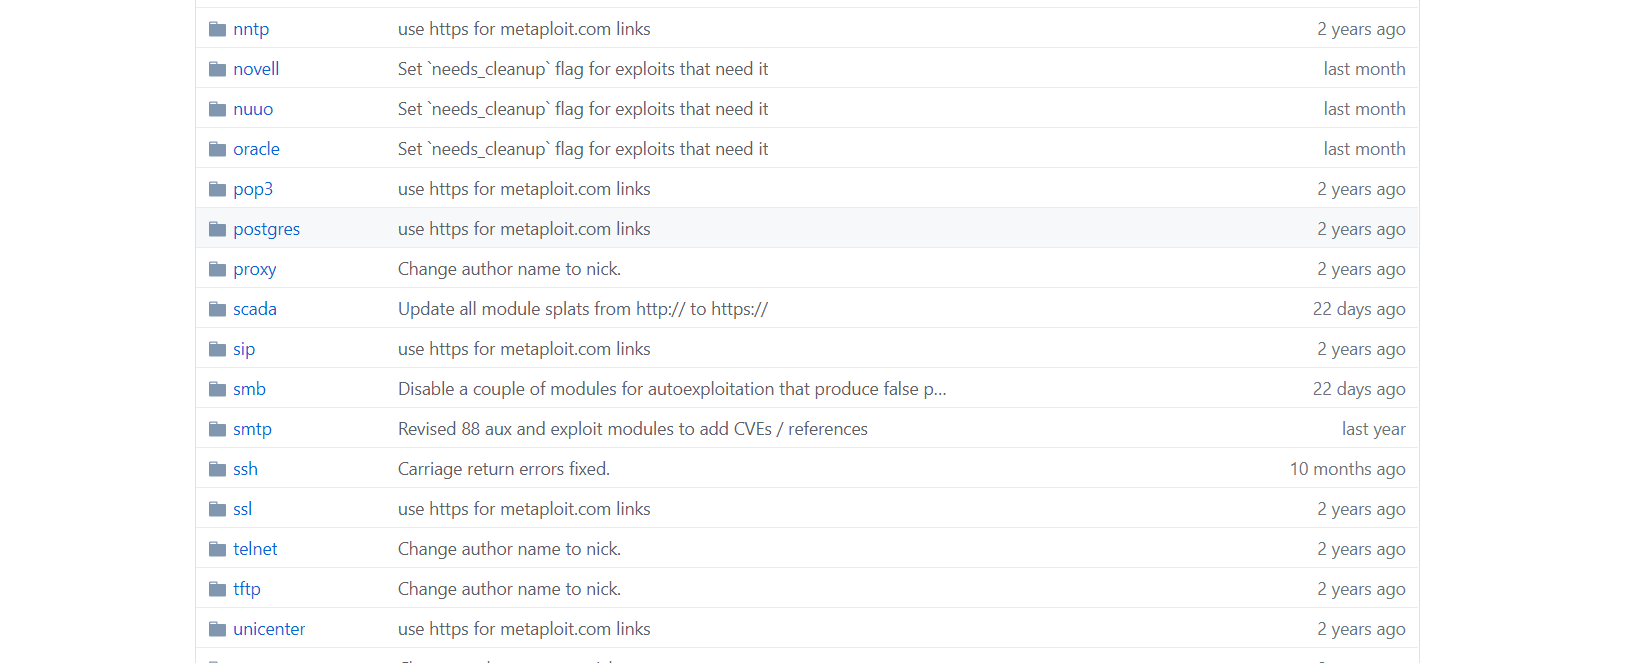 nntp use https for metaploit.com links 2 years ago
novell Set `needs_cleanup` flag for exploits that need it last month
nuuo Set `needs_cleanup` flag for exploits that need it last month
oracle Set `needs_cleanup` flag for exploits that need it last month
pop3 use https for metaploit.com links 2 years ago
postgres use https for metaploit.com links 2 years ago
proxy Change author name to nick. 2 years ago
scada Update all module splats from http:// to https:// 22 days ago
sip use https for metaploit.com links 2 years ago
smb Disable a couple of modules for autoexploitation that produce false p... 22 days ago
smtp Revised 88 aux and exploit modules to add CVEs / references last year
ssh Carriage return errors fixed. 10 months ago
ssl use https for metaploit.com links 2 years ago
telnet Change author name to nick. 2 years ago
tftp Change author name to nick. 2 years ago
unicenter use https for metaploit.com links 2 years ago